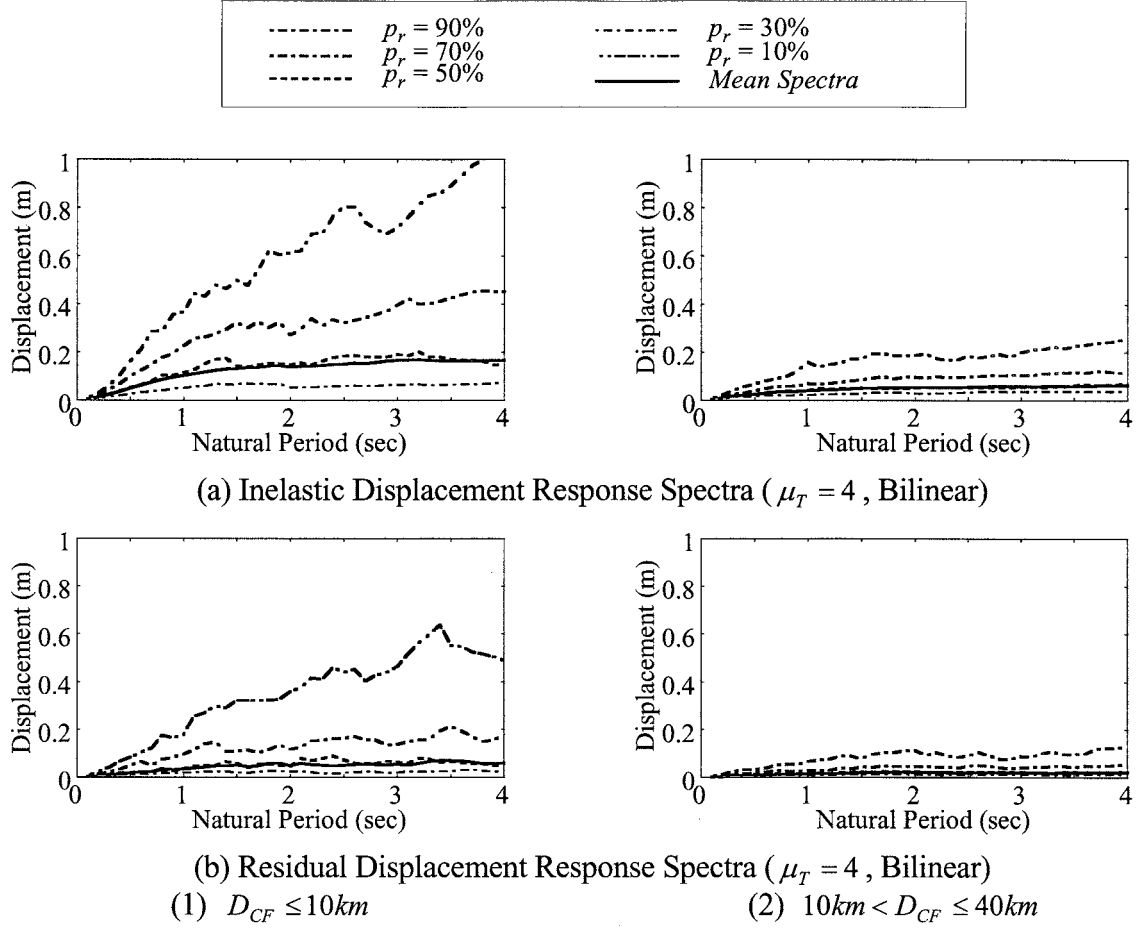 p_r = 90%
p_r = 70%
p_r = 50%
p_r = 30%
p_r = 10%
Mean Spectra
Displacement (m)
1
0.8
0.6
0.4
0.2
0
0 1 2 3 4
Natural Period (sec)
Displacement (m)
1
0.8
0.6
0.4
0.2
0
0 1 2 3 4
Natural Period (sec)
(a) Inelastic Displacement Response Spectra ( μ_T = 4 , Bilinear)
Displacement (m)
1
0.8
0.6
0.4
0.2
0
0 1 2 3 4
Natural Period (sec)
Displacement (m)
1
0.8
0.6
0.4
0.2
0
0 1 2 3 4
Natural Period (sec)
(b) Residual Displacement Response Spectra ( μ_T = 4 , Bilinear)
(1) D_CF ≤ 10km
(2) 10km < D_CF ≤ 40km